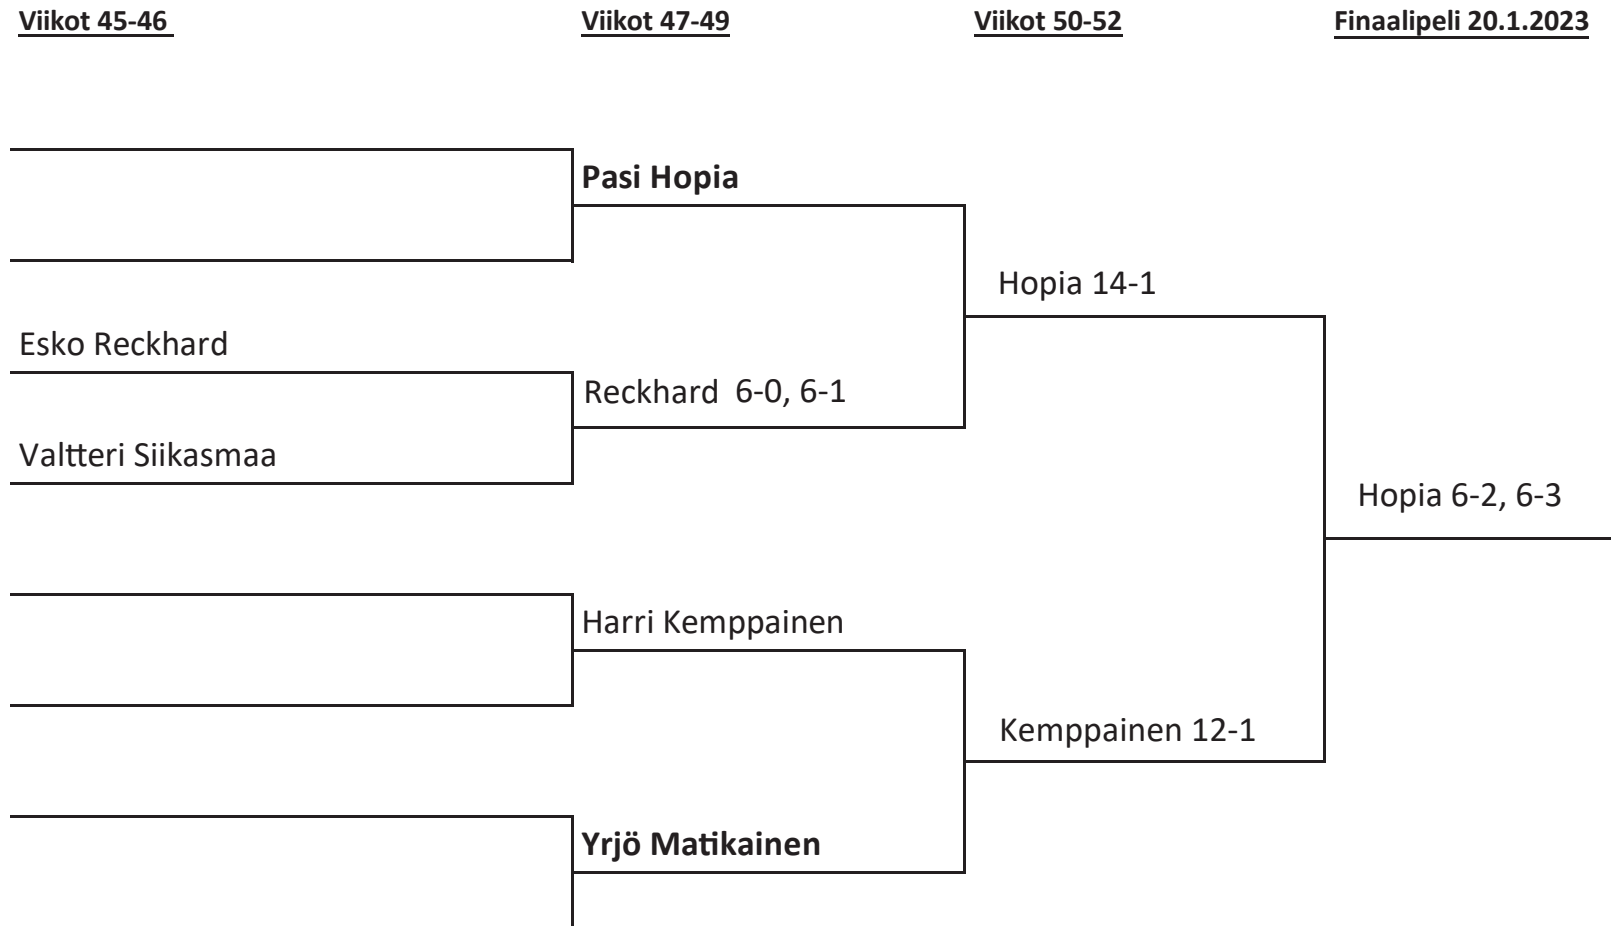 Viikot 45-46
Viikot 47-49
Viikot 50-52
Finaalipeli 20.1.2023
Pasi Hopia
Hopia 14-1
Esko Reckhard
Reckhard 6-0, 6-1
Valtteri Siikasmaa
Hopia 6-2, 6-3
Harri Kemppainen
Kemppainen 12-1
Yrjö Matikainen